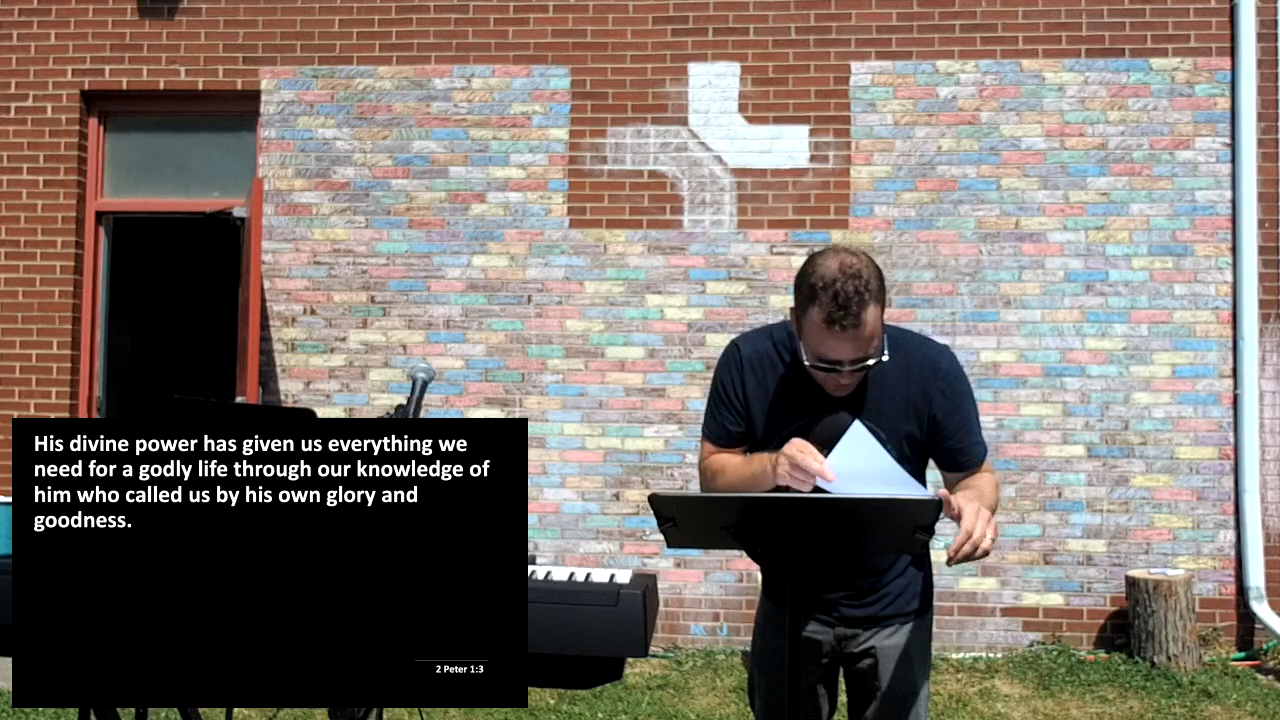 His divine power has given us everything we
need for a godly life through our knowledge of
him who called us by his own glory and
goodness.
2 Peter 1:3